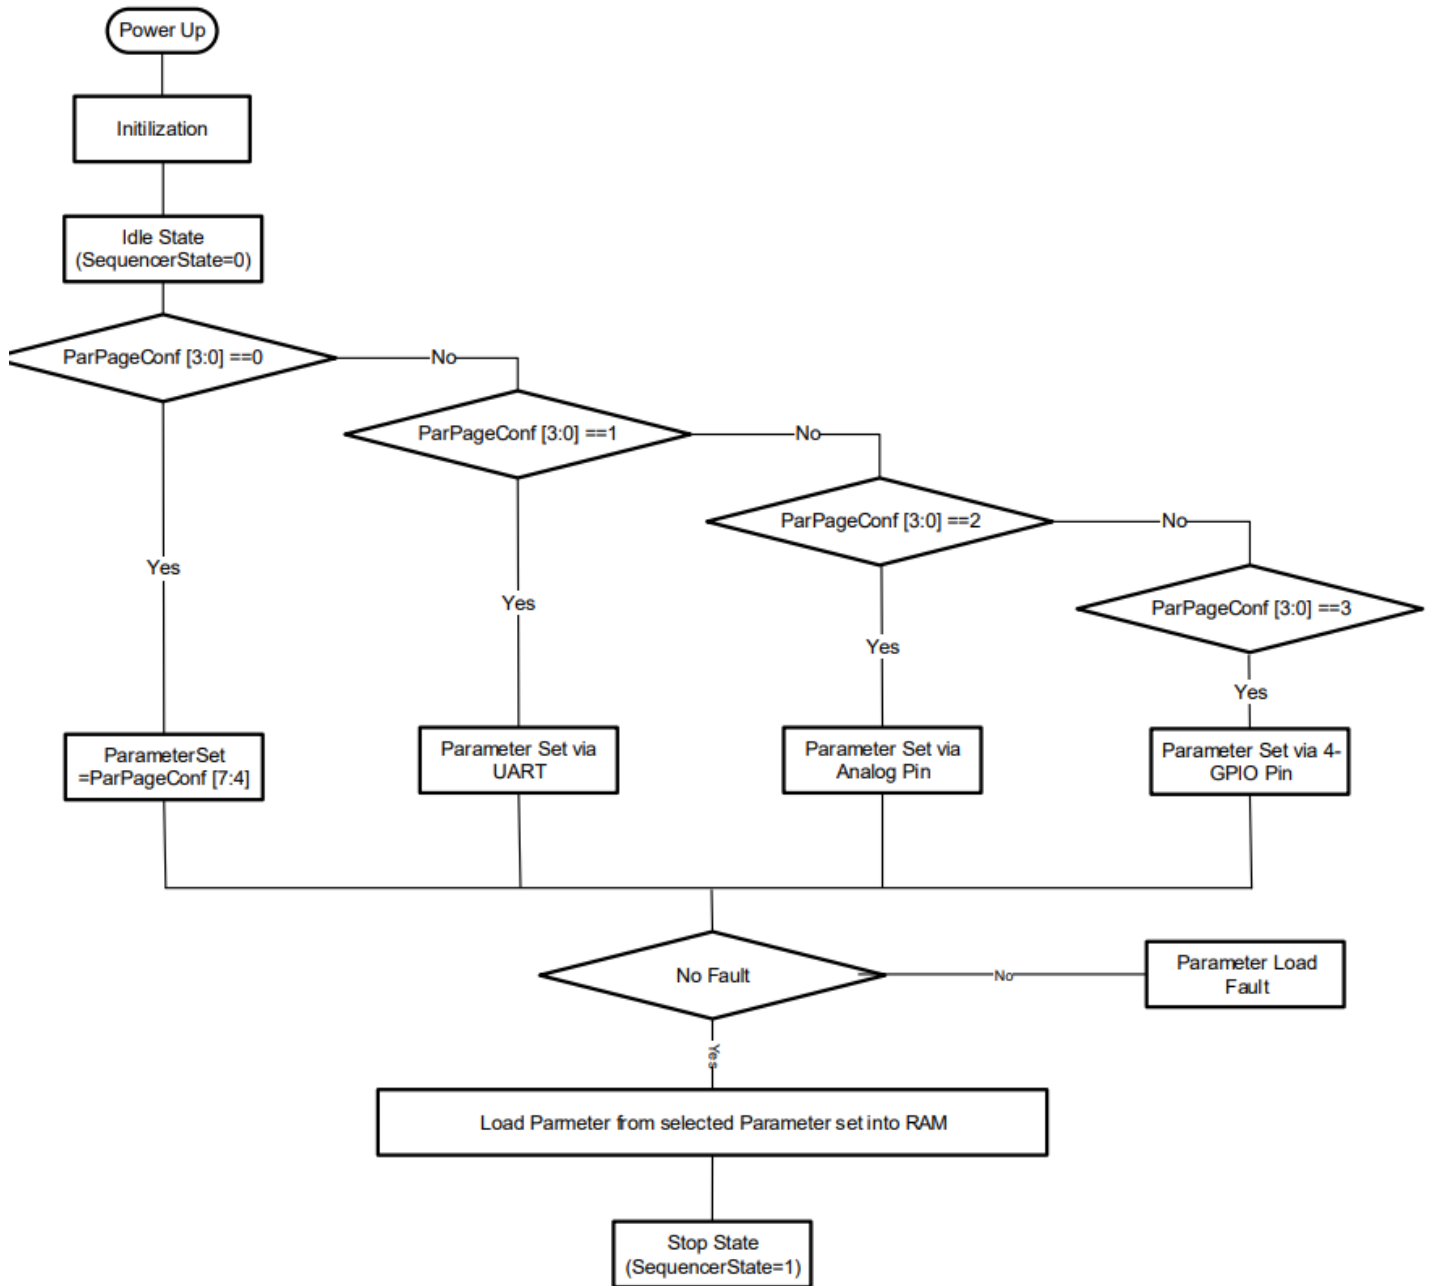 Power Up
Initilization
Idle State
(SequencerState=0)
ParPageConf [3:0] ==0
No
ParPageConf [3:0] ==1
No
ParPageConf [3:0] ==2
No
ParPageConf [3:0] ==3
Yes
Yes
Yes
Yes
ParameterSet
=ParPageConf [7:4]
Parameter Set via
UART
Parameter Set via
Analog Pin
Parameter Set via 4-
GPIO Pin
No Fault
No
Parameter Load
Fault
Yes
Load Parmeter from selected Parameter set into RAM
Stop State
(SequencerState=1)